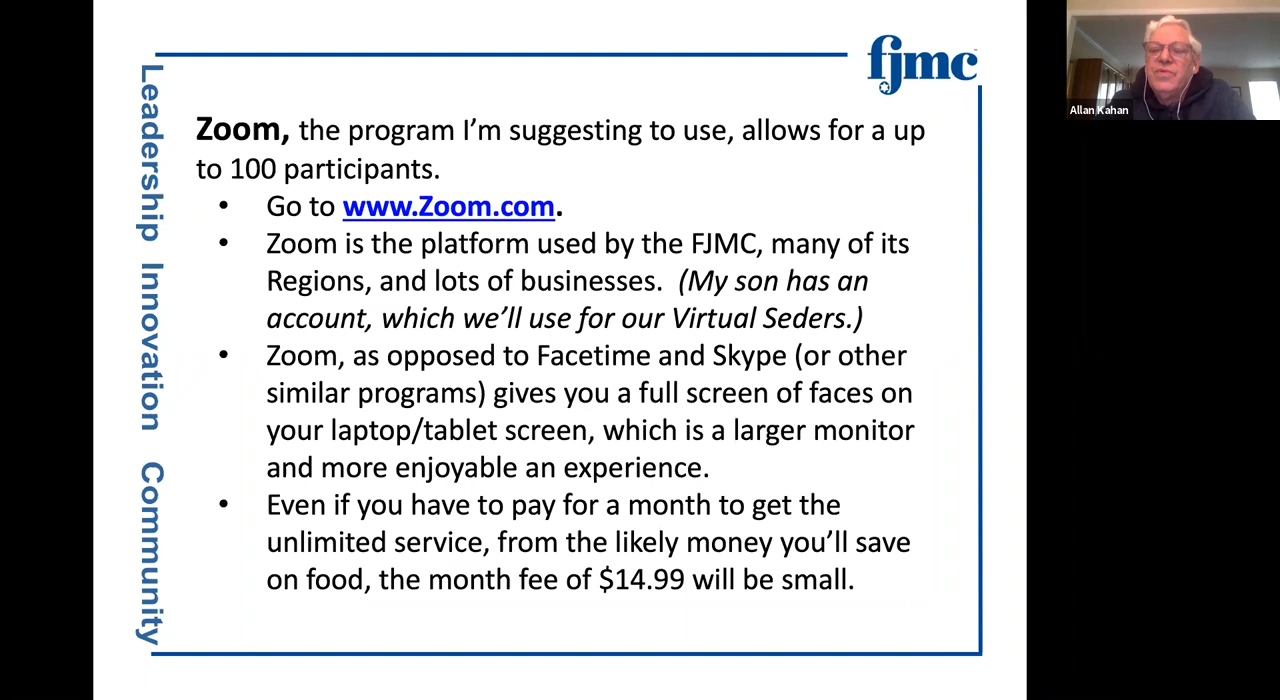 fjmc
Leadership Innovation Community
Zoom, the program I’m suggesting to use, allows for a up
to 100 participants.
• Go to www.Zoom.com.
• Zoom is the platform used by the FJMC, many of its
Regions, and lots of businesses. (My son has an
account, which we’ll use for our Virtual Seders.)
• Zoom, as opposed to Facetime and Skype (or other
similar programs) gives you a full screen of faces on
your laptop/tablet screen, which is a larger monitor
and more enjoyable an experience.
• Even if you have to pay for a month to get the
unlimited service, from the likely money you’ll save
on food, the month fee of $14.99 will be small.
Allan Kahan